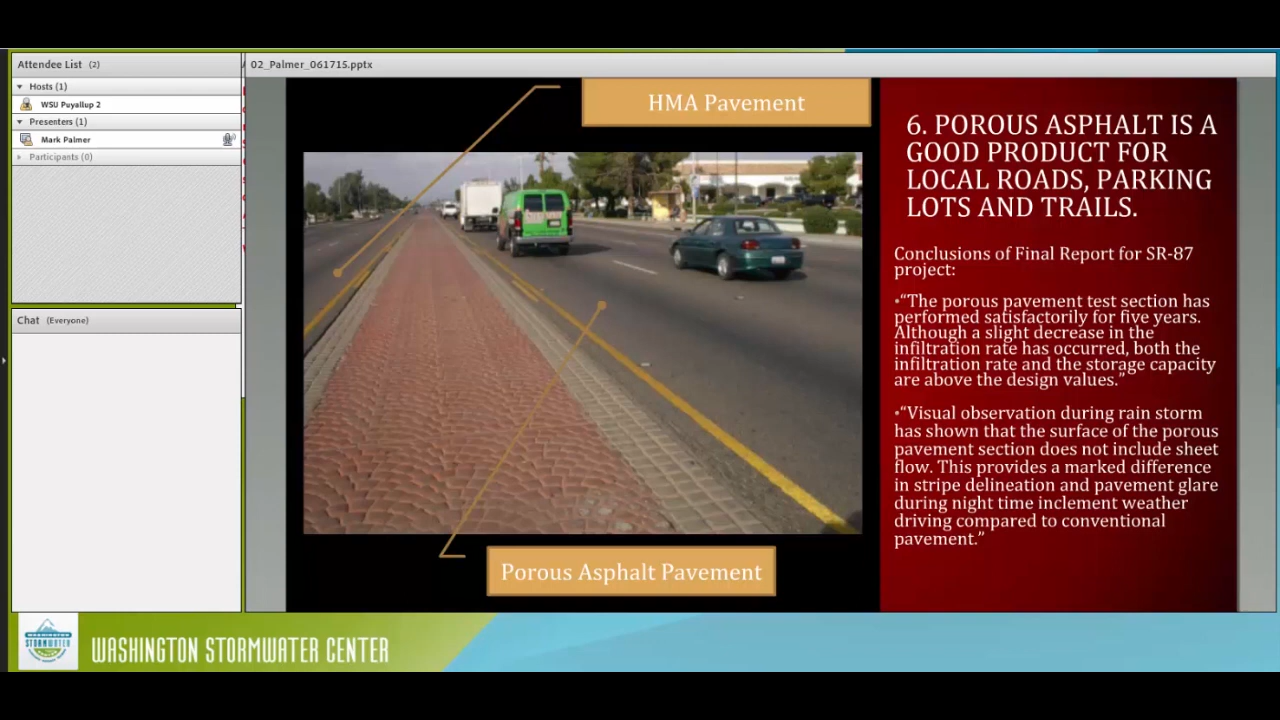 Attendee List (2)
Hosts (1)
WSU Puyallup 2
Presenters (1)
Mark Palmer
Participants (0)
Chat (Everyone)
02_Palmer_061715.pptx
HMA Pavement
Porous Asphalt Pavement
6. POROUS ASPHALT IS A
GOOD PRODUCT FOR
LOCAL ROADS, PARKING
LOTS AND TRAILS.
Conclusions of Final Report for SR-87
project:
•“The porous pavement test section has
performed satisfactorily for five years.
Although a slight decrease in the
infiltration rate has occurred, both the
infiltration rate and the storage capacity
are above the design values.”
•“Visual observation during rain storm
has shown that the surface of the porous
pavement section does not include sheet
flow. This provides a marked difference
in stripe delineation and pavement glare
during night time inclement weather
driving compared to conventional
pavement.”
WASHINGTON
STORMWATER
WASHINGTON STORMWATER CENTER